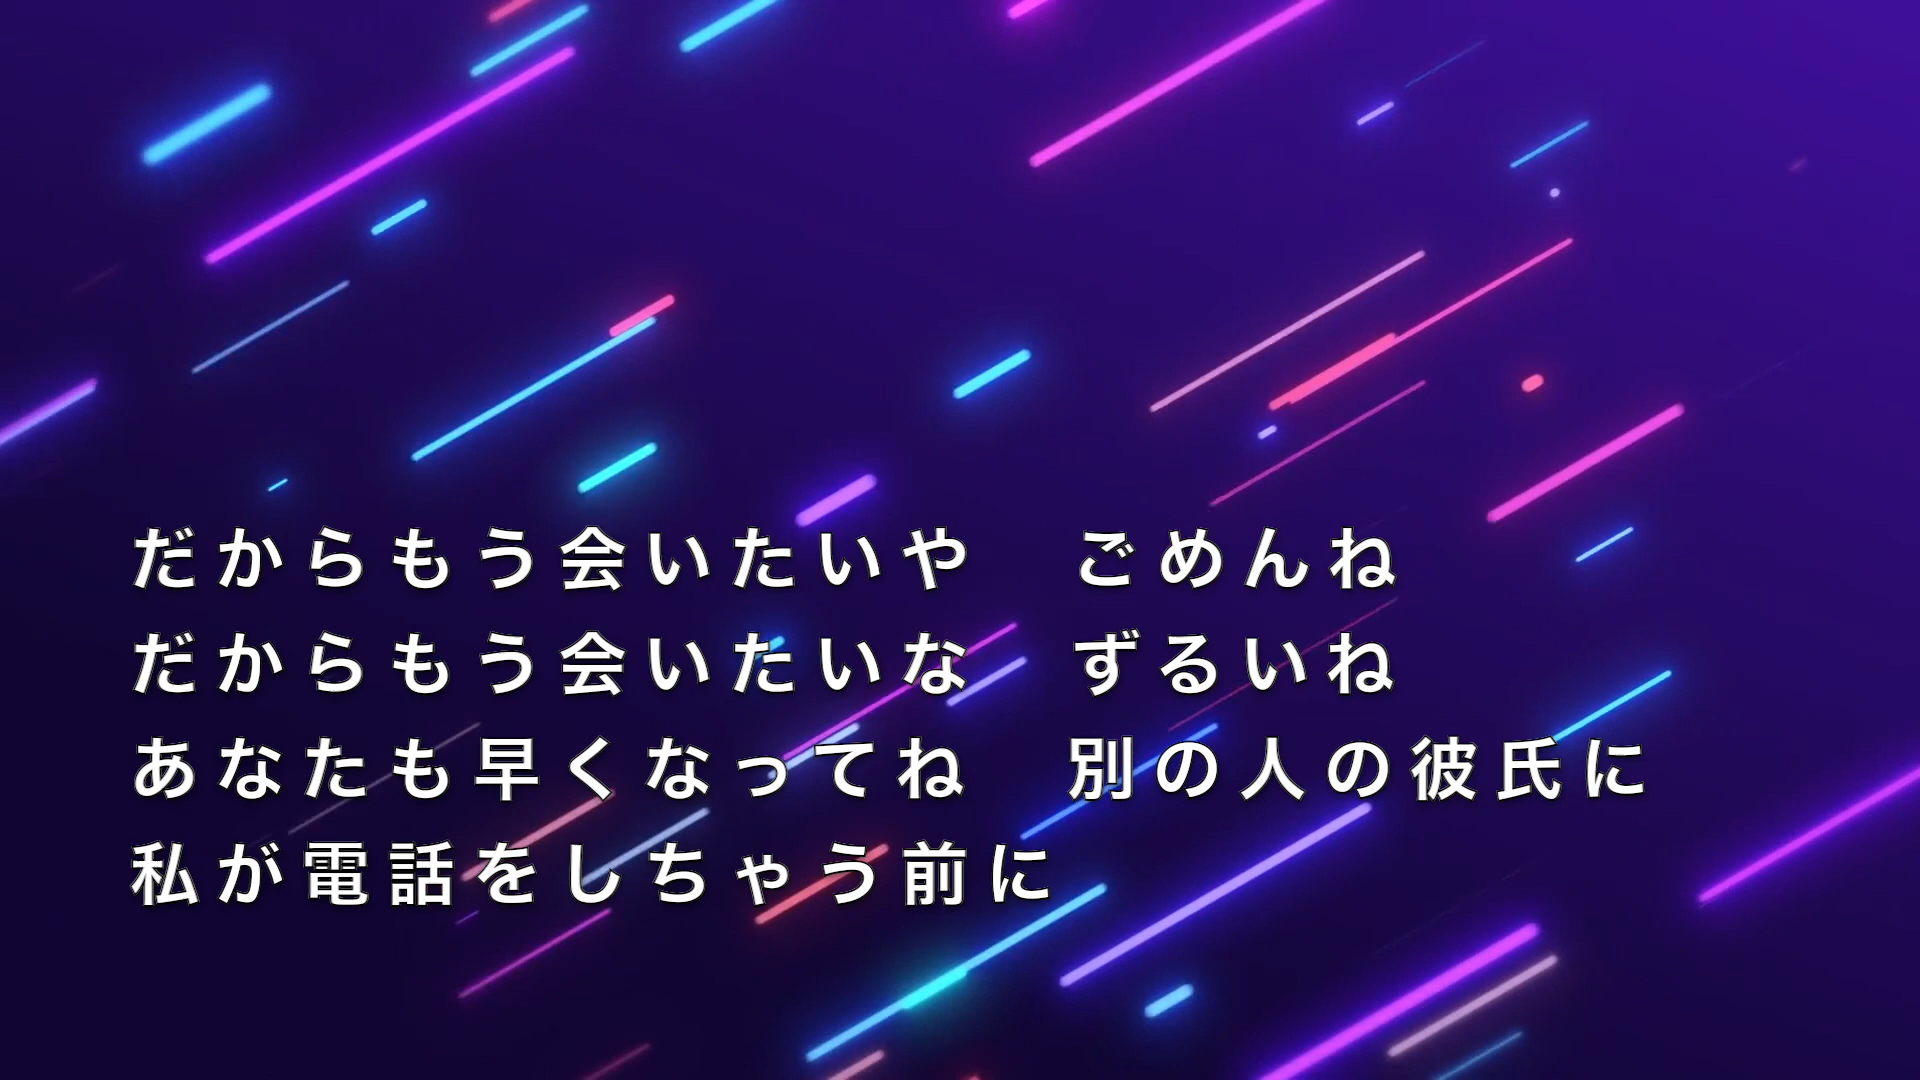 だからもう会いたいや　ごめんね
だからもう会いたいな　ずるいね
あなたも早くなってね　別の人の彼氏に
私が電話をしちゃう前に